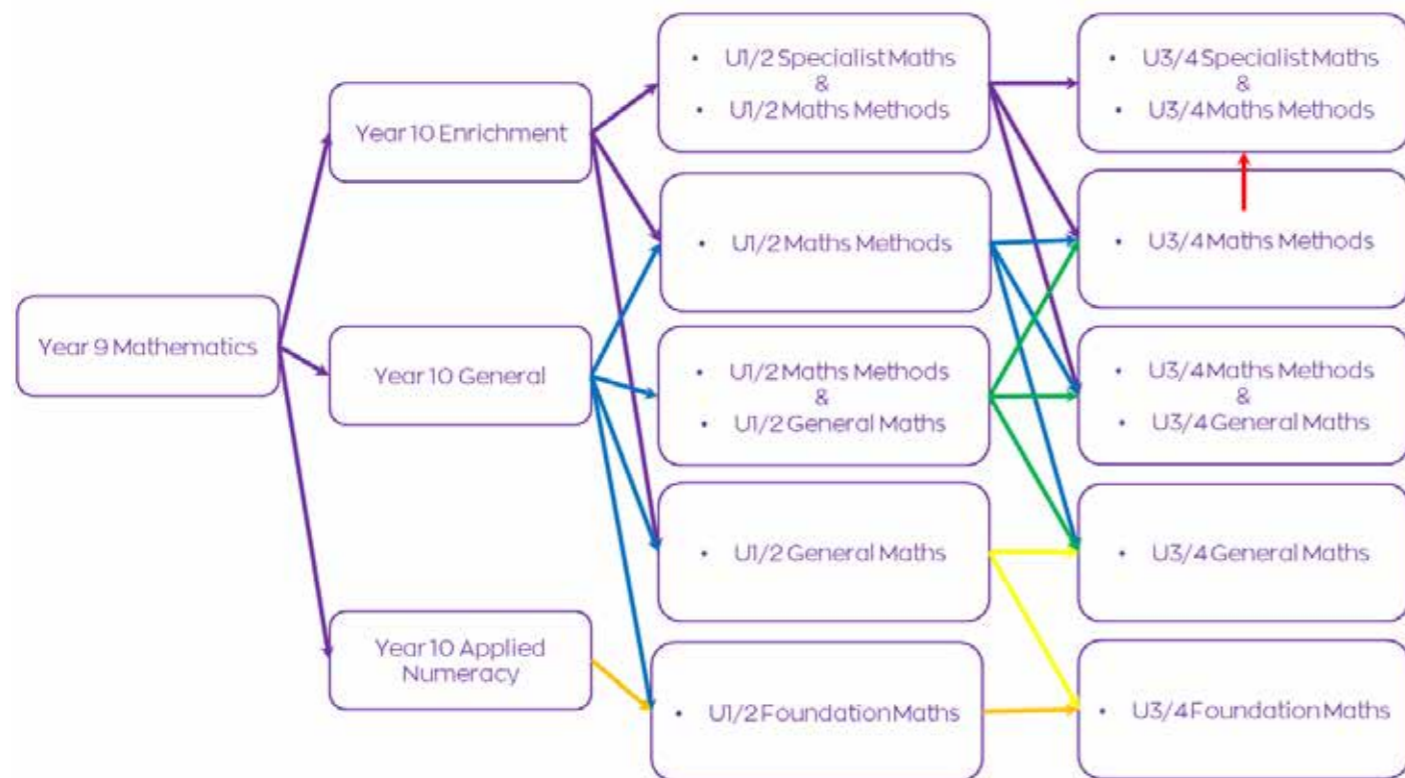 Year 9 Mathematics
Year 10 Enrichment
Year 10 General
Year 10 Applied
Numeracy
• U1/2 Specialist Maths
&
• U1/2 Maths Methods
• U1/2 Maths Methods
• U1/2 Maths Methods
&
• U1/2 General Maths
• U1/2 General Maths
• U1/2 Foundation Maths
• U3/4 Specialist Maths
&
• U3/4 Maths Methods
• U3/4 Maths Methods
• U3/4 Maths Methods
&
• U3/4 General Maths
• U3/4 General Maths
• U3/4 Foundation Maths